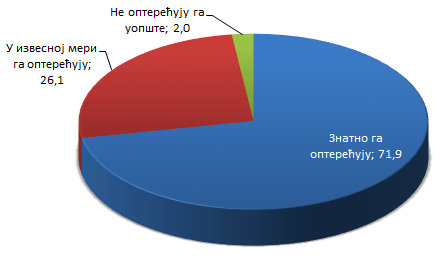 Не оптерећују га
уопште; 2,0
У извесној мери
га оптерећују;
26,1
Знатно га
оптерећују; 71,9